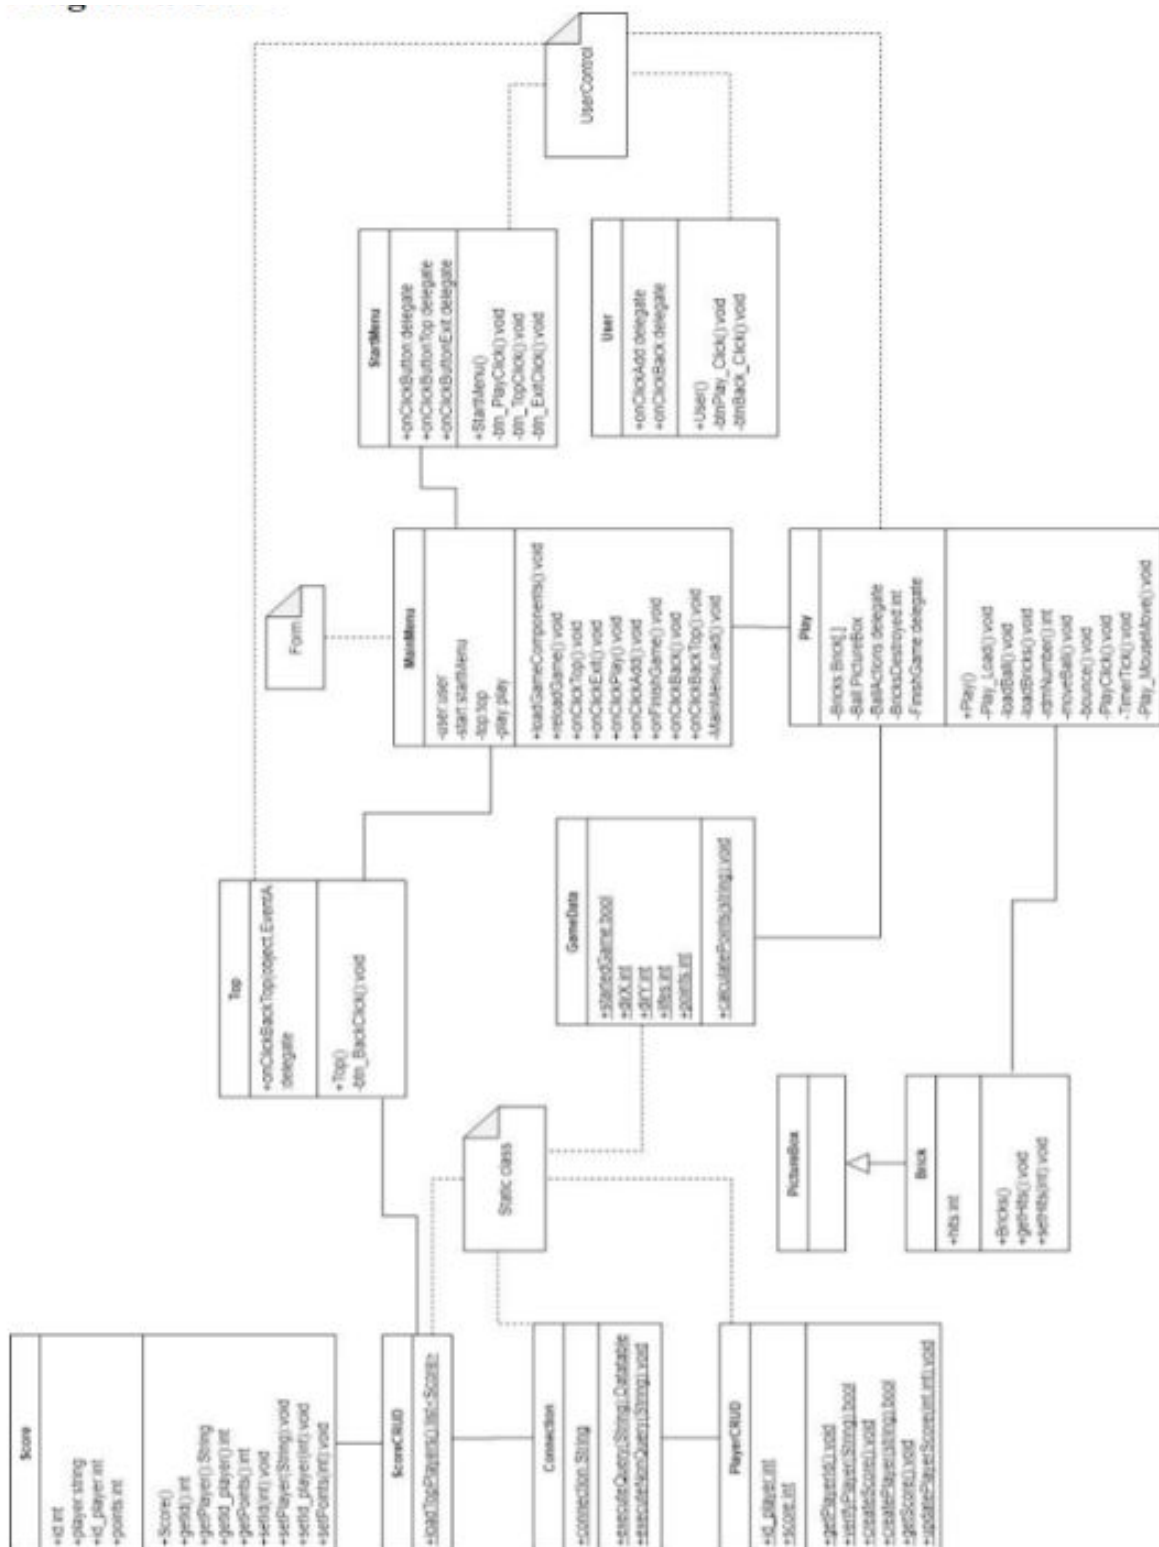 UserControl
StartMenu
+onClickButton:delegate
+onClickButtonTop:delegate
+onClickButtonExit:delegate
+StartMenu()
-btn_PlayClick():void
-btn_TopClick():void
-btn_ExitClick():void
User
+onClickAdd:delegate
+onClickBack:delegate
+User()
-btnPlay_Click():void
-btnBack_Click():void
Form
MainMenu
-user:user
-start:startMenu
-top:top
-play:play
+loadGameComponents():void
+reloadGame():void
+onClickTop():void
+onClickExit():void
+onClickPlay():void
+onClickAdd():void
+onFinishGame():void
+onClickBack():void
+onClickBackTop():void
-MainMenuLoad():void
Play
-Bricks:Brick[,]
-Ball:PictureBox
-BallActions:delegate
-BricksDestroyed:int
-FinishGame:delegate
+Play()
-Play_Load():void
-loadBall():void
-loadBricks():void
-rdmNumber():int
-moveBall():void
-bounce():void
-PlayClick():void
-TimerTick():void
-Play_MouseMove():void
Top
+onClickBackTop(object,EventA
:delegate
+Top()
-btn_BackClick():void
GameData
+startedGame:bool
+dirX:int
+dirY:int
+lifes:int
+points:int
+calculatePoints(string):void
Static class
PictureBox
Brick
+hits:int
+Bricks()
+getHits():void
+setHits(int):void
Score
+id:int
+player:string
+id_player:int
+points:int
+Score()
+getId():int
+getPlayer():String
+getId_player():int
+getPoints():int
+setId(int):void
+setPlayer(String):void
+setId_player(int):void
+setPoints(int):void
ScoreCRUD
+loadTopPlayers():list<Score>
Connection
+connection:String
+executeQuery(String):Datatable
+executeNonQuery(String):void
PlayerCRUD
+id_player:int
+score:int
+getPlayerId():void
+verifyPlayer(String):bool
+createScore():void
+createPlayer(string):bool
+getScore():void
+updatePlayerScore(int,int):void